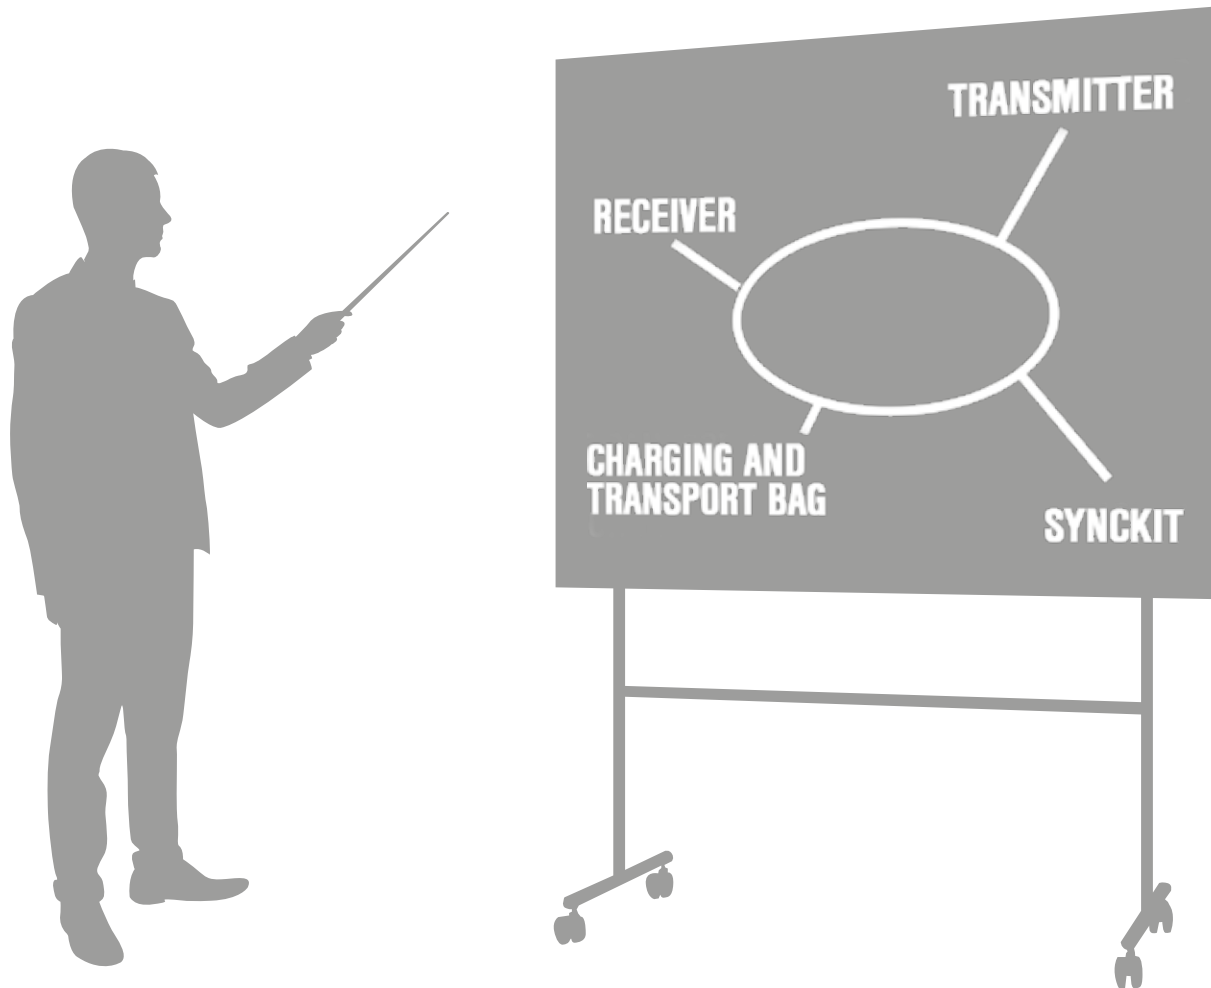 TRANSMITTER
RECEIVER
CHARGING AND
TRANSPORT BAG
SYNCKIT